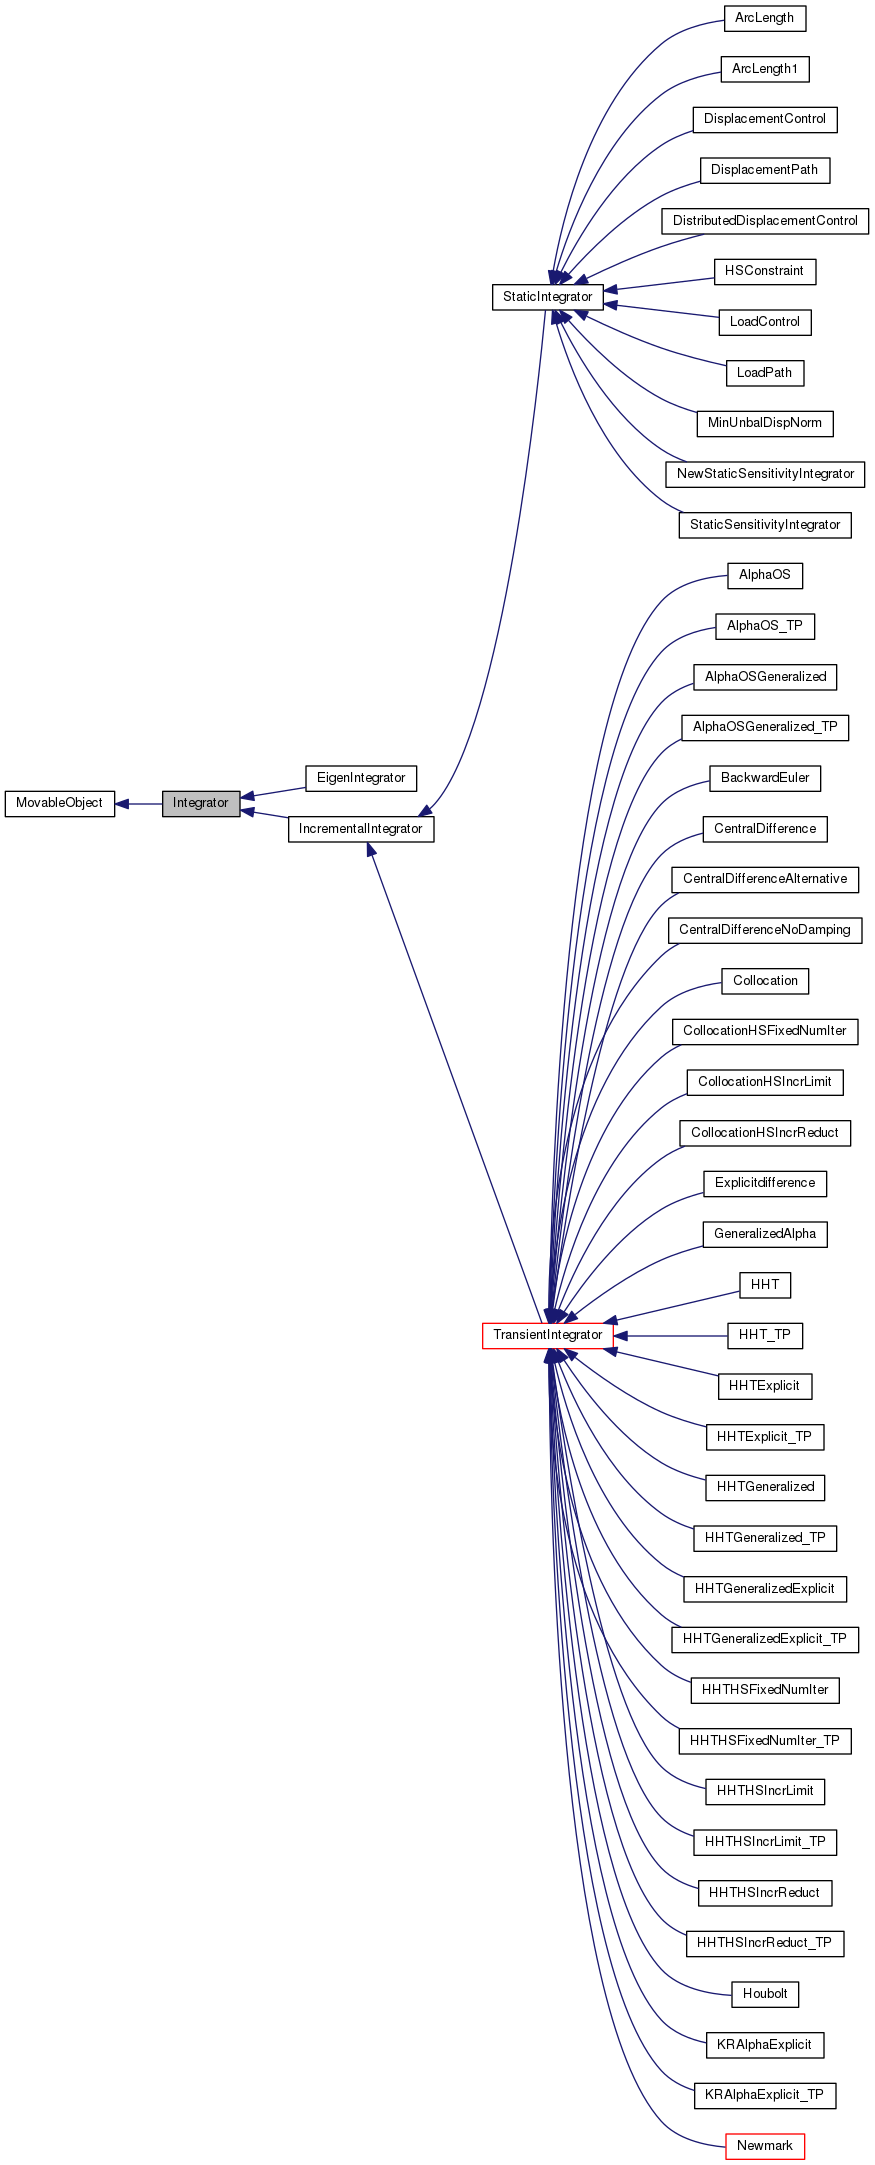 ArcLength
ArcLength1
DisplacementControl
DisplacementPath
DistributedDisplacementControl
HSConstraint
StaticIntegrator
LoadControl
LoadPath
MinUnbalDispNorm
NewStaticSensitivityIntegrator
StaticSensitivityIntegrator
AlphaOS
AlphaOS_TP
AlphaOSGeneralized
AlphaOSGeneralized_TP
EigenIntegrator
BackwardEuler
MovableObject
Integrator
IncrementalIntegrator
CentralDifference
CentralDifferenceAlternative
CentralDifferenceNoDamping
Collocation
CollocationHSFixedNumIter
CollocationHSIncrLimit
CollocationHSIncrReduct
Explicitdifference
GeneralizedAlpha
HHT
TransientIntegrator
HHT_TP
HHTExplicit
HHTExplicit_TP
HHTGeneralized
HHTGeneralized_TP
HHTGeneralizedExplicit
HHTGeneralizedExplicit_TP
HHTHSFixedNumIter
HHTHSFixedNumIter_TP
HHTHSIncrLimit
HHTHSIncrLimit_TP
HHTHSIncrReduct
HHTHSIncrReduct_TP
Houbolt
KRAlphaExplicit
KRAlphaExplicit_TP
Newmark